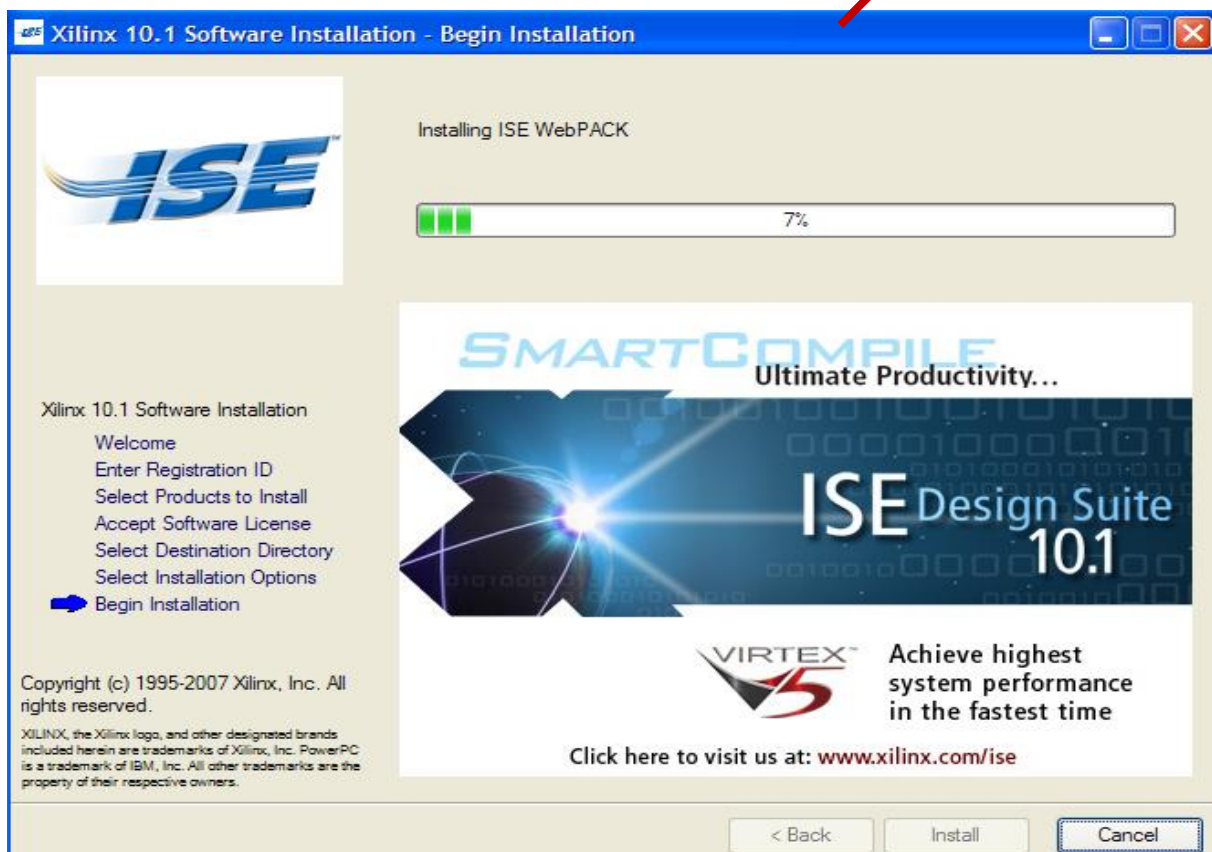 Xilinx 10.1 Software Installation - Begin Installation
ISE
Installing ISE WebPACK
7%
Xilinx 10.1 Software Installation
Welcome
Enter Registration ID
Select Products to Install
Accept Software License
Select Destination Directory
Select Installation Options
Begin Installation
Copyright (c) 1995-2007 Xilinx, Inc. All
rights reserved.
XILINX, the Xilinx logo, and other designated brands
included herein are trademarks of Xilinx, Inc. PowerPC
is a trademark of IBM, Inc. All other trademarks are the
property of their respective owners.
SMARTCOMPILE
Ultimate Productivity...
ISE Design Suite
10.1
VIRTEX
5
Achieve highest
system performance
in the fastest time
Click here to visit us at: www.xilinx.com/ise
< Back
Install
Cancel